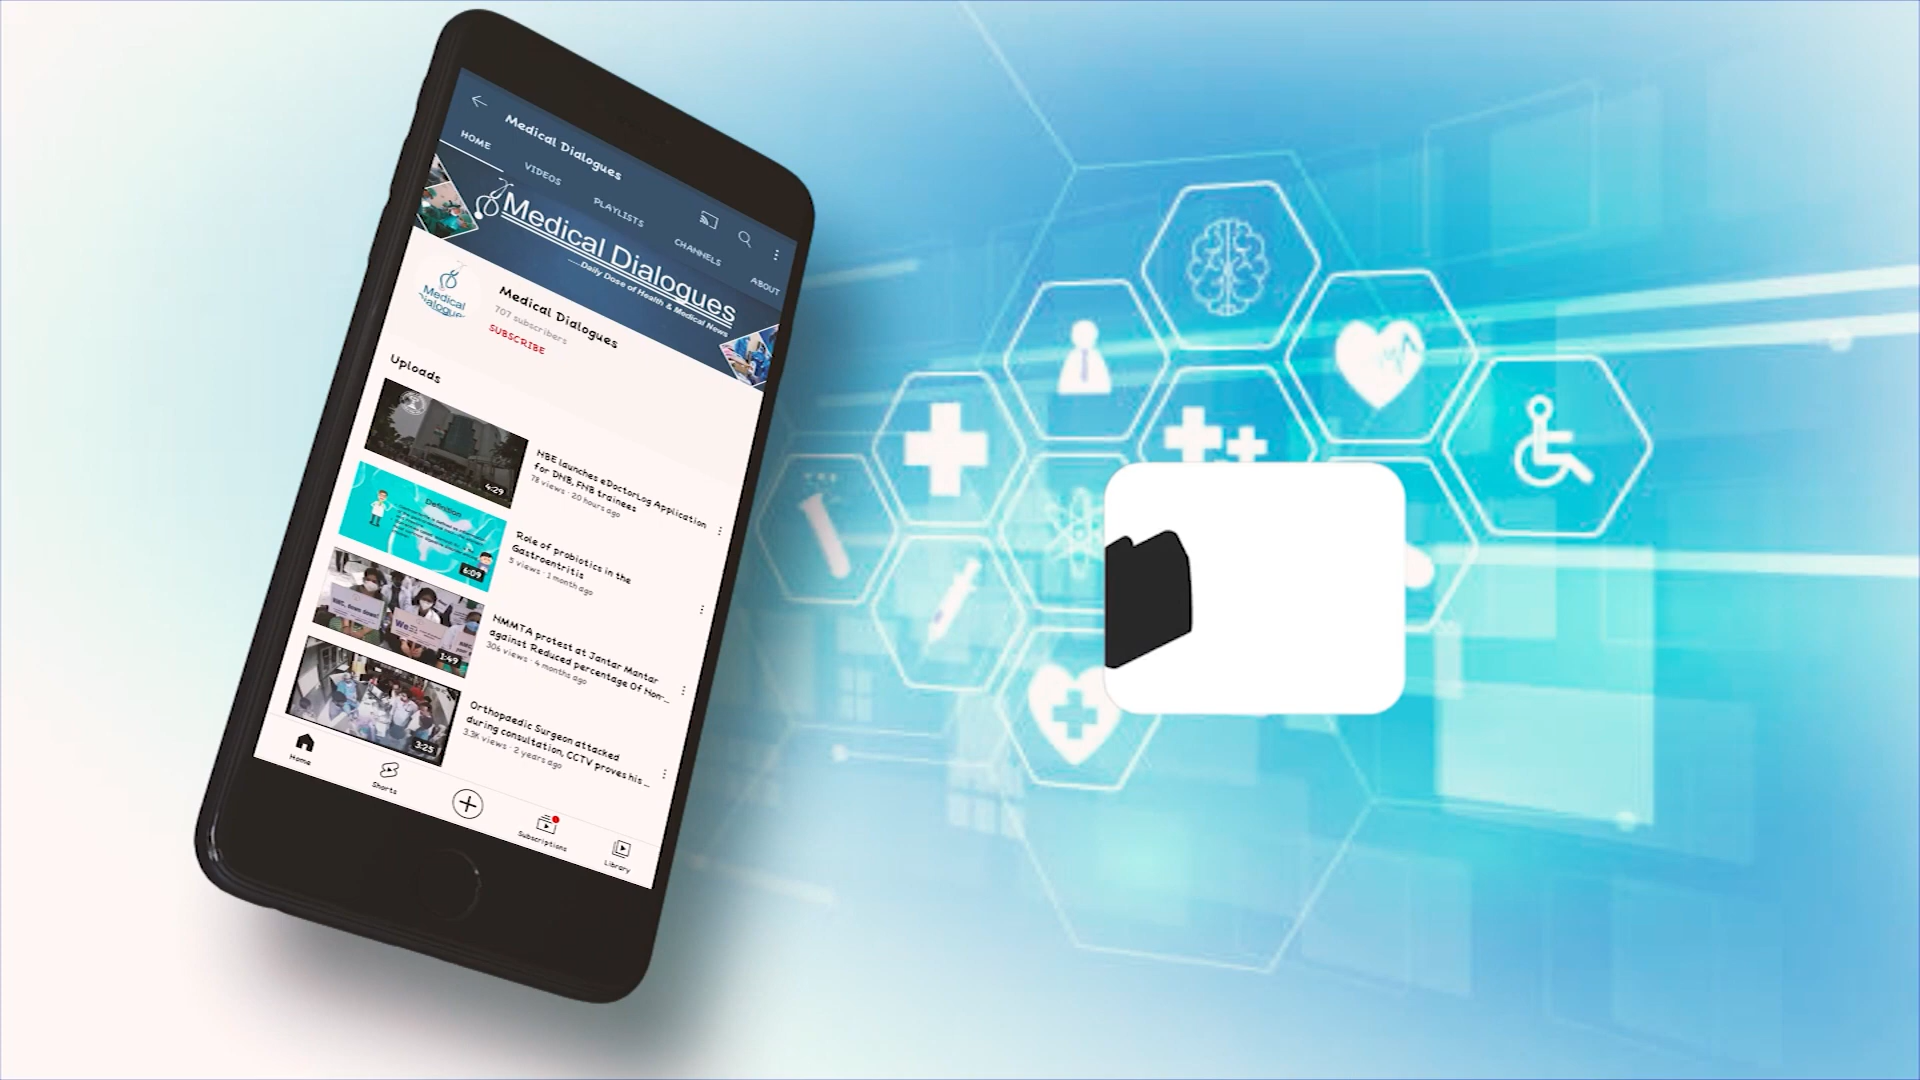 Medical Dialogues
HOME
VIDEOS
PLAYLISTS
CHANNELS
ABOUT
Medical Dialogues
Daily Dose of Health & Medical News
Medical
Dialogues
Medical Dialogues
707 subscribers
SUBSCRIBE
Uploads
4:29
NBE launches eDoctorLog Application
for DNB, FNB trainees
78 views · 20 hours ago
Definition
6:09
Role of probiotics in the
Gastroentritis
5 views · 1 month ago
1:49
NMMTA protest at Jantar Mantar
against Reduced percentage Of Non-...
306 views · 4 months ago
3:25
Orthopaedic Surgeon attacked
during consultation, CCTV proves his ...
3.3K views · 2 years ago
Home
Shorts
Subscriptions
Library